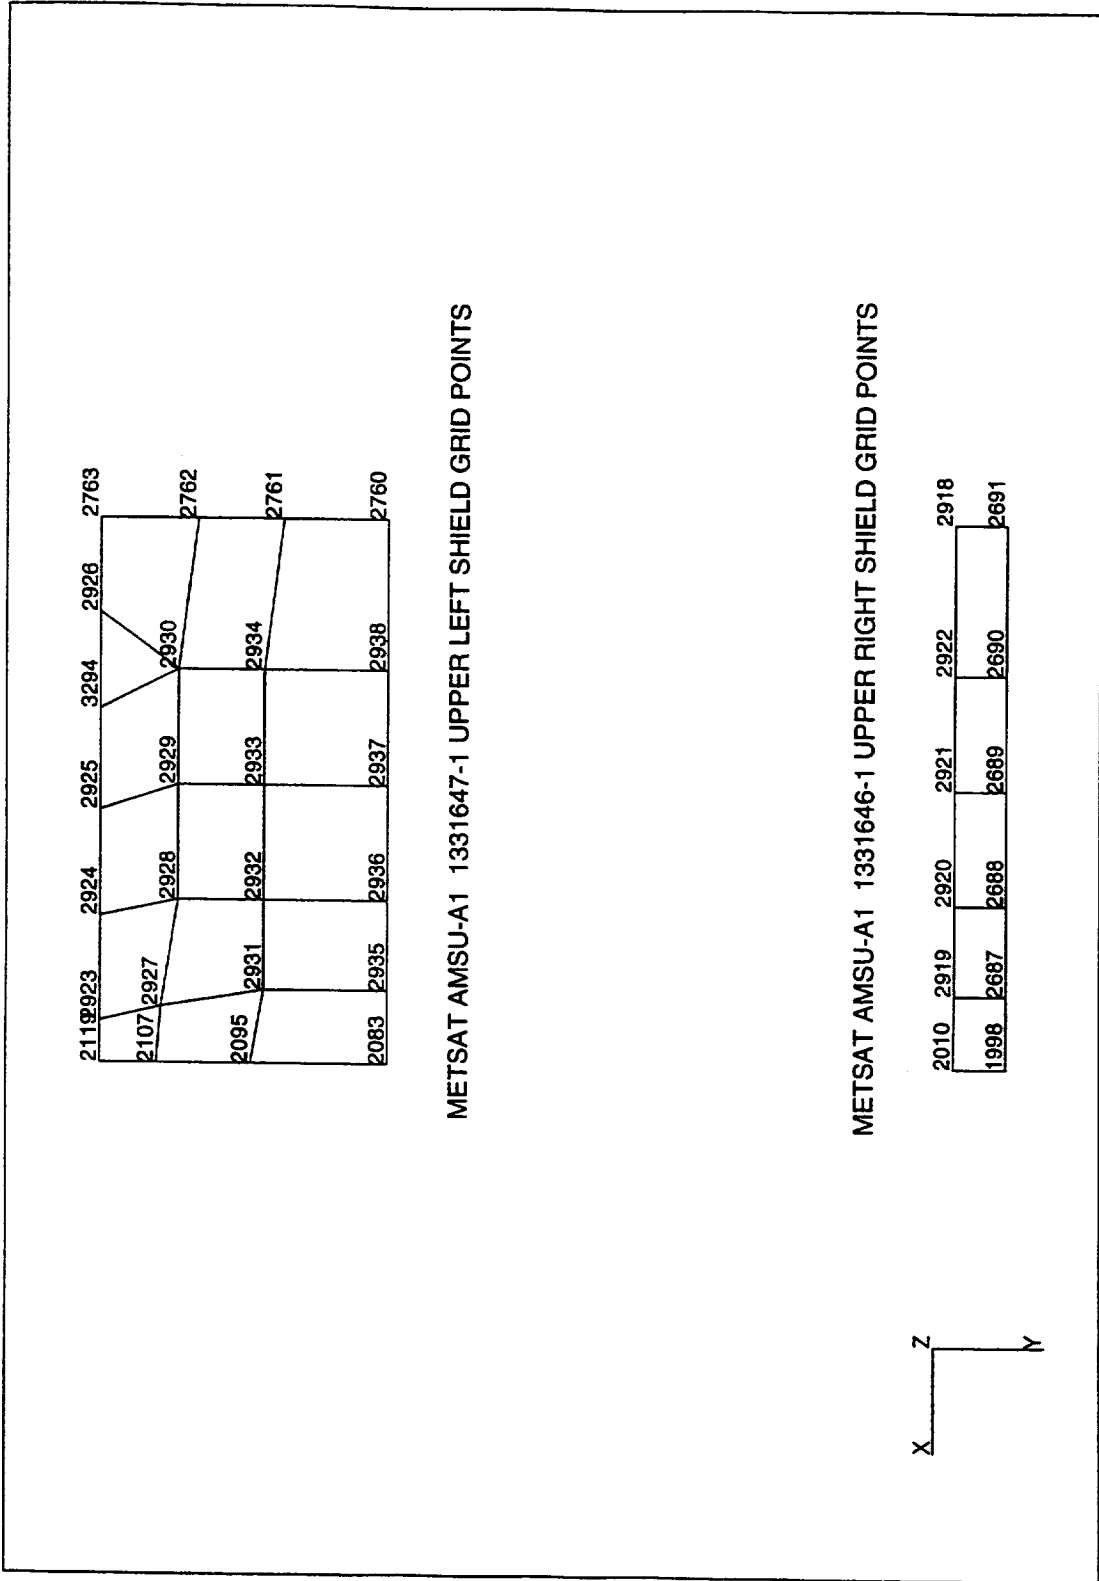 2119 2923 2924 2925 3294 2926 2763
2107 2927 2928 2929 2930 2762
2095 2931 2932 2933 2934 2761
2083 2935 2936 2937 2938 2760
METSAT AMSU-A1 1331647-1 UPPER LEFT SHIELD GRID POINTS
METSAT AMSU-A1 1331646-1 UPPER RIGHT SHIELD GRID POINTS
2010 2919 2920 2921 2922 2918
1998 2687 2688 2689 2690 2691
X Z
Y